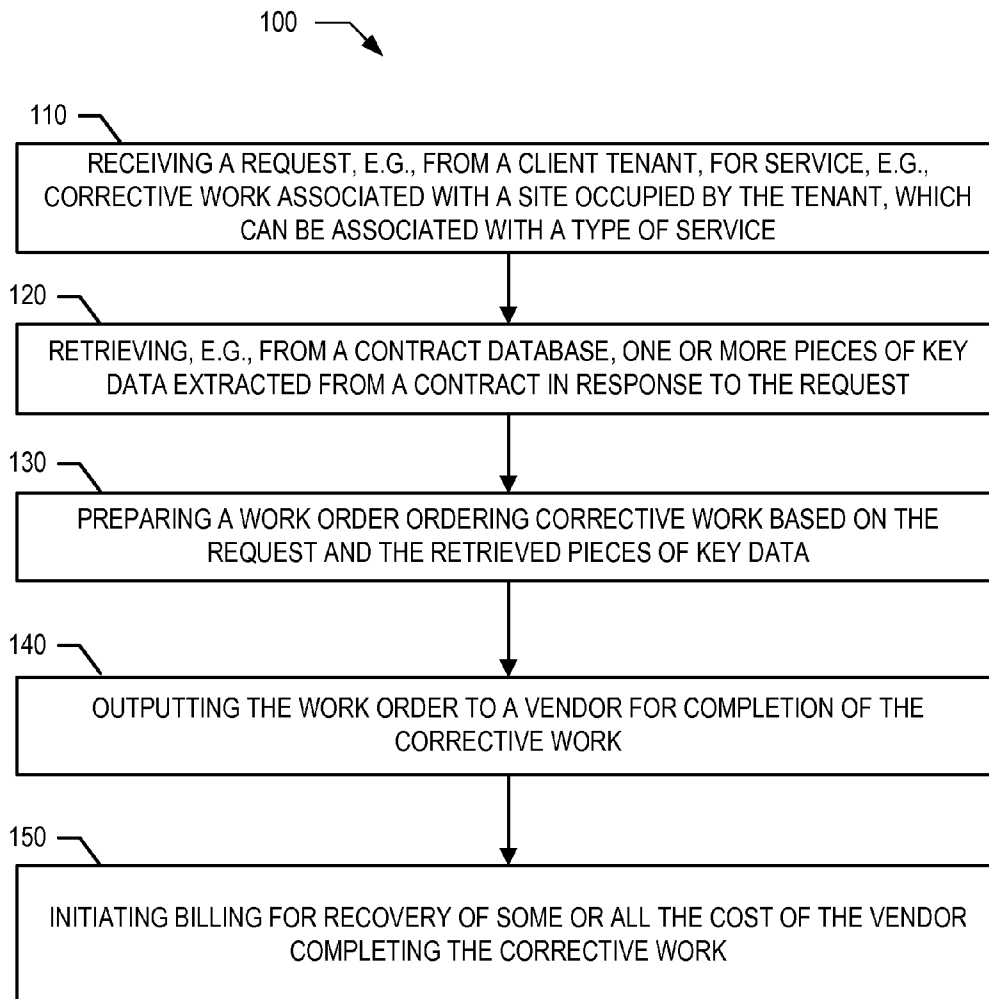 100
110
RECEIVING A REQUEST, E.G., FROM A CLIENT TENANT, FOR SERVICE, E.G.,
CORRECTIVE WORK ASSOCIATED WITH A SITE OCCUPIED BY THE TENANT, WHICH
CAN BE ASSOCIATED WITH A TYPE OF SERVICE
120
RETRIEVING, E.G., FROM A CONTRACT DATABASE, ONE OR MORE PIECES OF KEY
DATA EXTRACTED FROM A CONTRACT IN RESPONSE TO THE REQUEST
130
PREPARING A WORK ORDER ORDERING CORRECTIVE WORK BASED ON THE
REQUEST AND THE RETRIEVED PIECES OF KEY DATA
140
OUTPUTTING THE WORK ORDER TO A VENDOR FOR COMPLETION OF THE
CORRECTIVE WORK
150
INITIATING BILLING FOR RECOVERY OF SOME OR ALL THE COST OF THE VENDOR
COMPLETING THE CORRECTIVE WORK